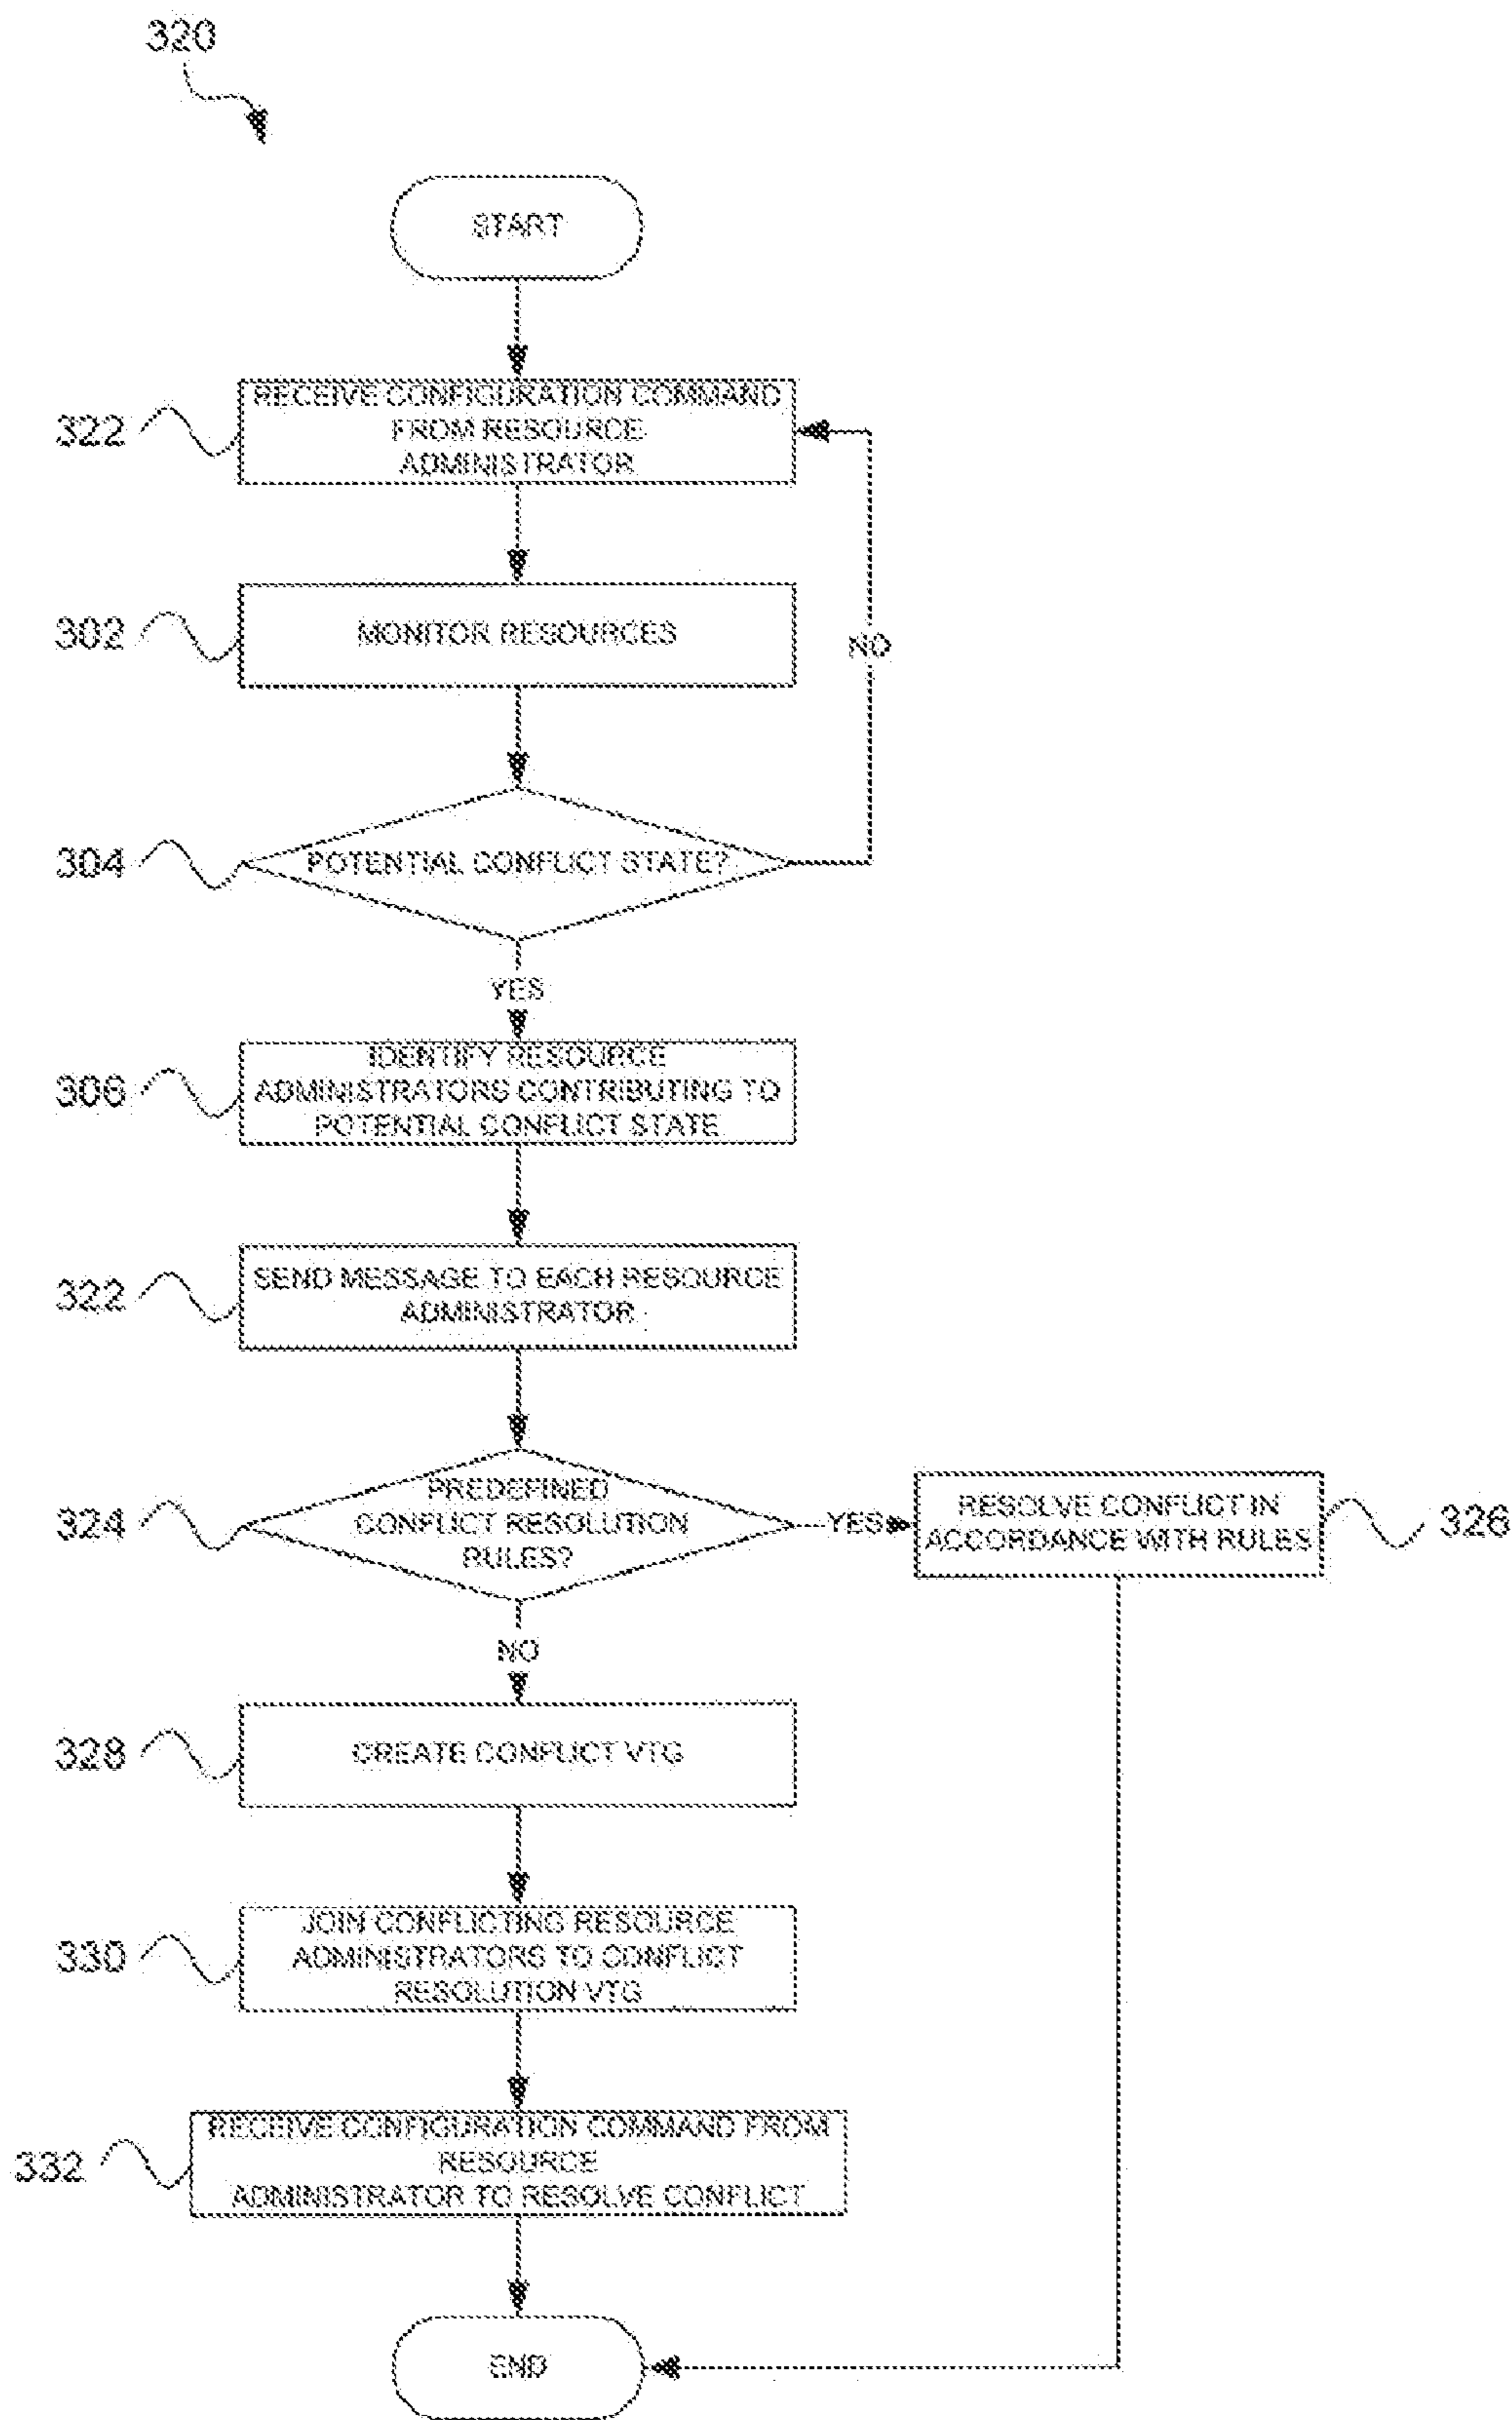 320
START
322
RECEIVE CONFIGURATION COMMAND
FROM RESOURCE
ADMINISTRATOR
302
MONITOR RESOURCES
NO
304
POTENTIAL CONFLICT STATE?
YES
306
IDENTIFY RESOURCE
ADMINISTRATORS CONTRIBUTING TO
POTENTIAL CONFLICT STATE
322
SEND MESSAGE TO EACH RESOURCE
ADMINISTRATOR
324
PREDEFINED
CONFLICT RESOLUTION
RULES?
YES
RESOLVE CONFLICT IN
ACCORDANCE WITH RULES
326
NO
328
CREATE CONFLICT VTG
330
JOIN CONFLICTING RESOURCE
ADMINISTRATORS TO CONFLICT
RESOLUTION VTG
332
RECEIVE CONFIGURATION COMMAND FROM
RESOURCE
ADMINISTRATOR TO RESOLVE CONFLICT
END